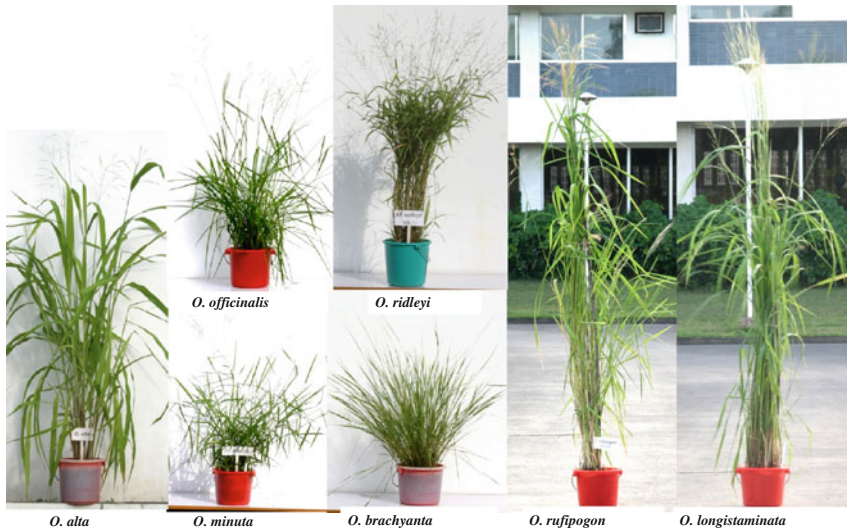 O. officinalis
O. ridleyi
O. alta
O. minuta
O. brachyanta
O. rufipogon
O. longistaminata